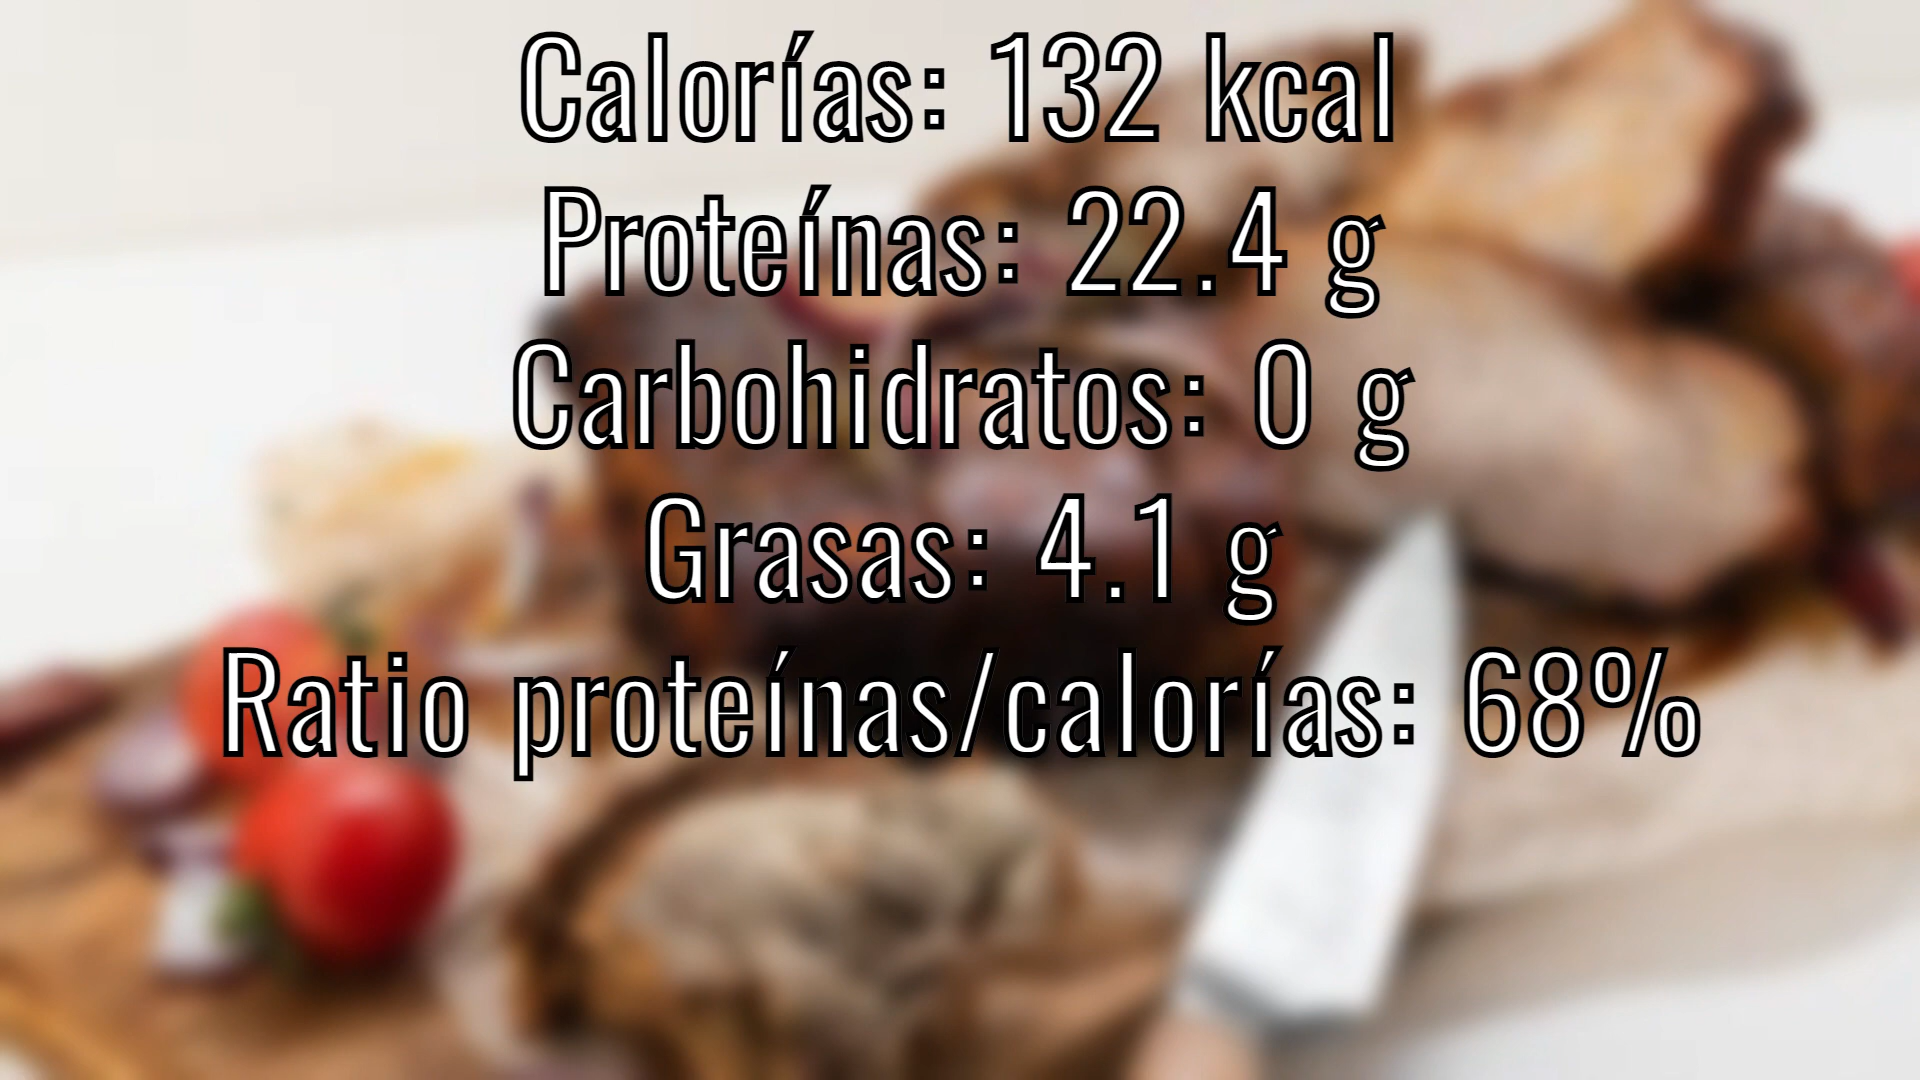 Calorías: 132 kcal
Proteínas: 22.4 g
Carbohidratos: 0 g
Grasas: 4.1 g
Ratio proteínas/calorías: 68%